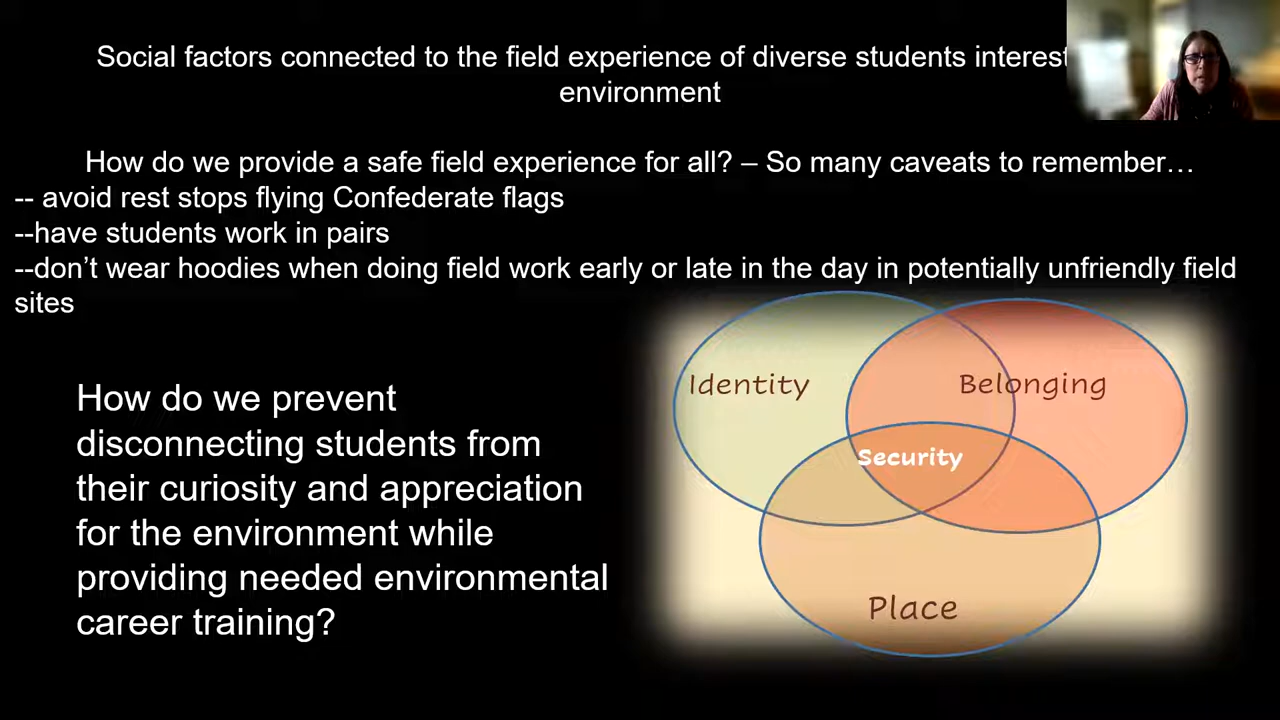 Social factors connected to the field experience of diverse students interest
environment
How do we provide a safe field experience for all? – So many caveats to remember…
-- avoid rest stops flying Confederate flags
--have students work in pairs
--don’t wear hoodies when doing field work early or late in the day in potentially unfriendly field
sites
How do we prevent
disconnecting students from
their curiosity and appreciation
for the environment while
providing needed environmental
career training?
Identity
Belonging
Security
Place